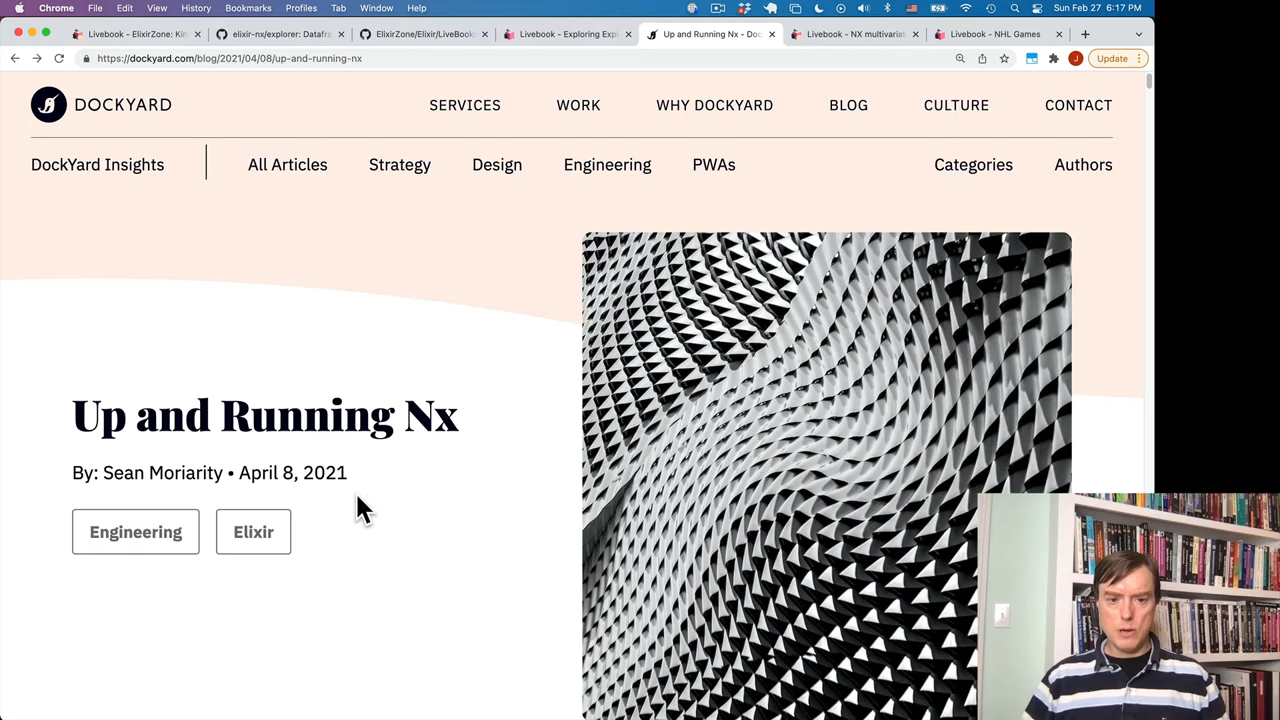 Chrome File Edit View History Bookmarks Profiles Tab Window Help Sun Feb 27 6:17 PM
Livebook - ElixirZone: Kin elixir-nx/explorer: Datafra ElixirZone/Elixir/LiveBook Livebook - Exploring Expl Up and Running Nx - Doc Livebook - NX multivariat Livebook - NHL Games
https://dockyard.com/blog/2021/04/08/up-and-running-nx J Update
DOCKYARD SERVICES WORK WHY DOCKYARD BLOG CULTURE CONTACT
DockYard Insights All Articles Strategy Design Engineering PWAs Categories Authors
Up and Running Nx
By: Sean Moriarity • April 8, 2021
Engineering Elixir